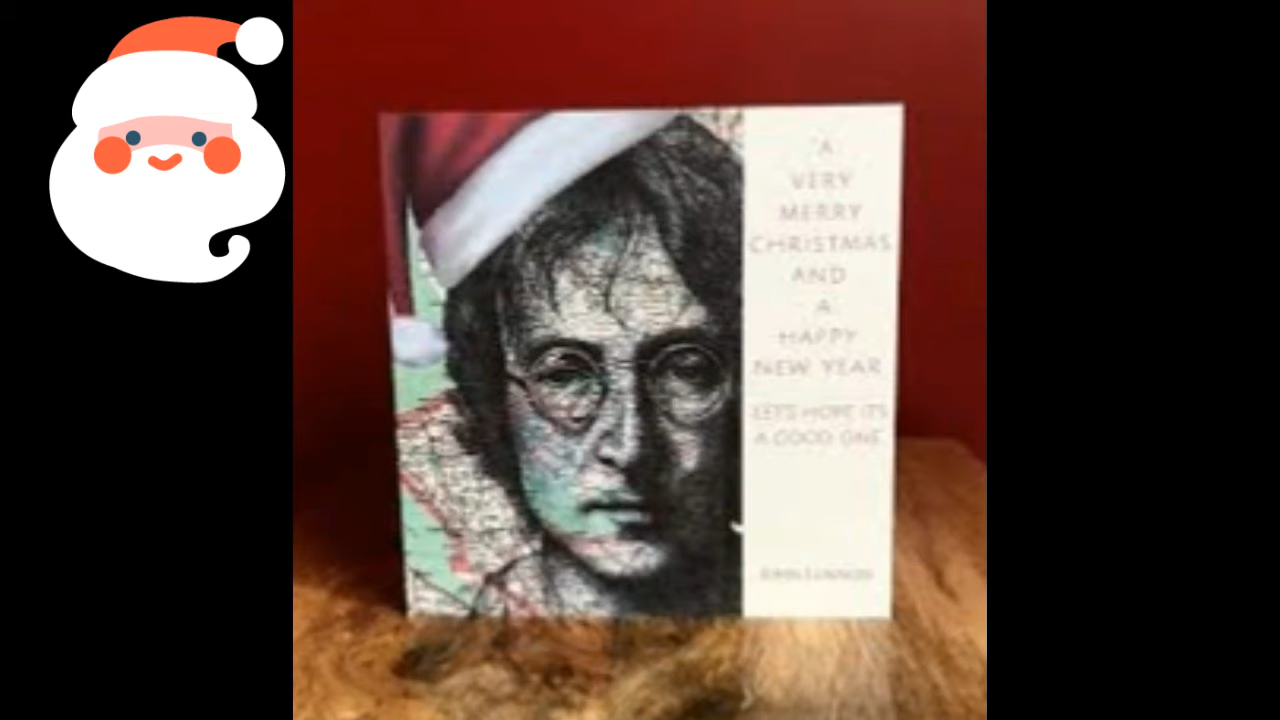 "A
VERY
MERRY
CHRISTMAS
AND
A
HAPPY
NEW YEAR
LET'S HOPE IT'S
A GOOD ONE
JOHN LENNON